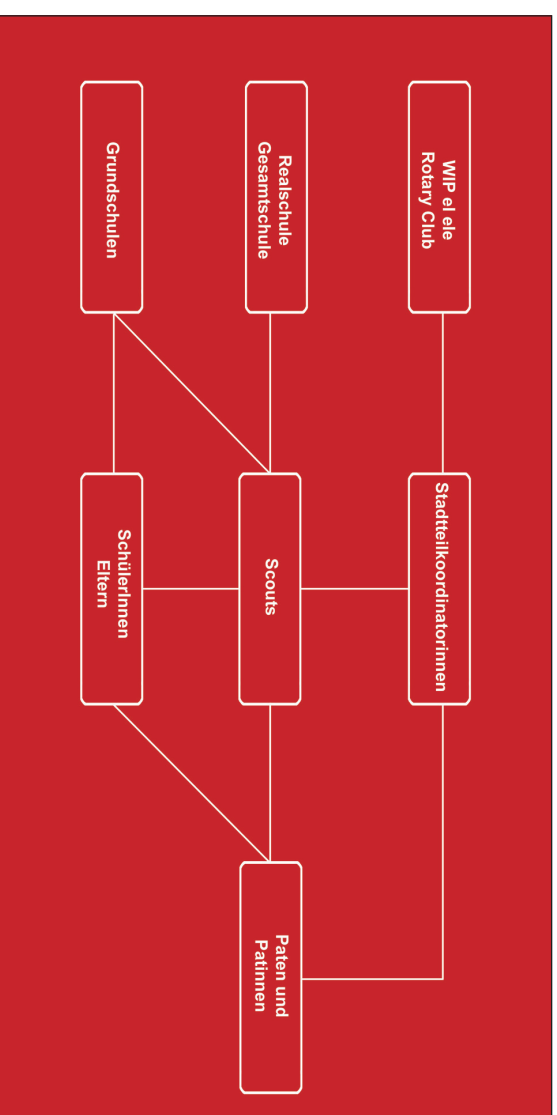 WIP el ele
Rotary Club
Stadtteilkoordinatorinnen
Realschule
Gesamtschule
Scouts
Paten und
Patinnen
Grundschulen
SchülerInnen
Eltern